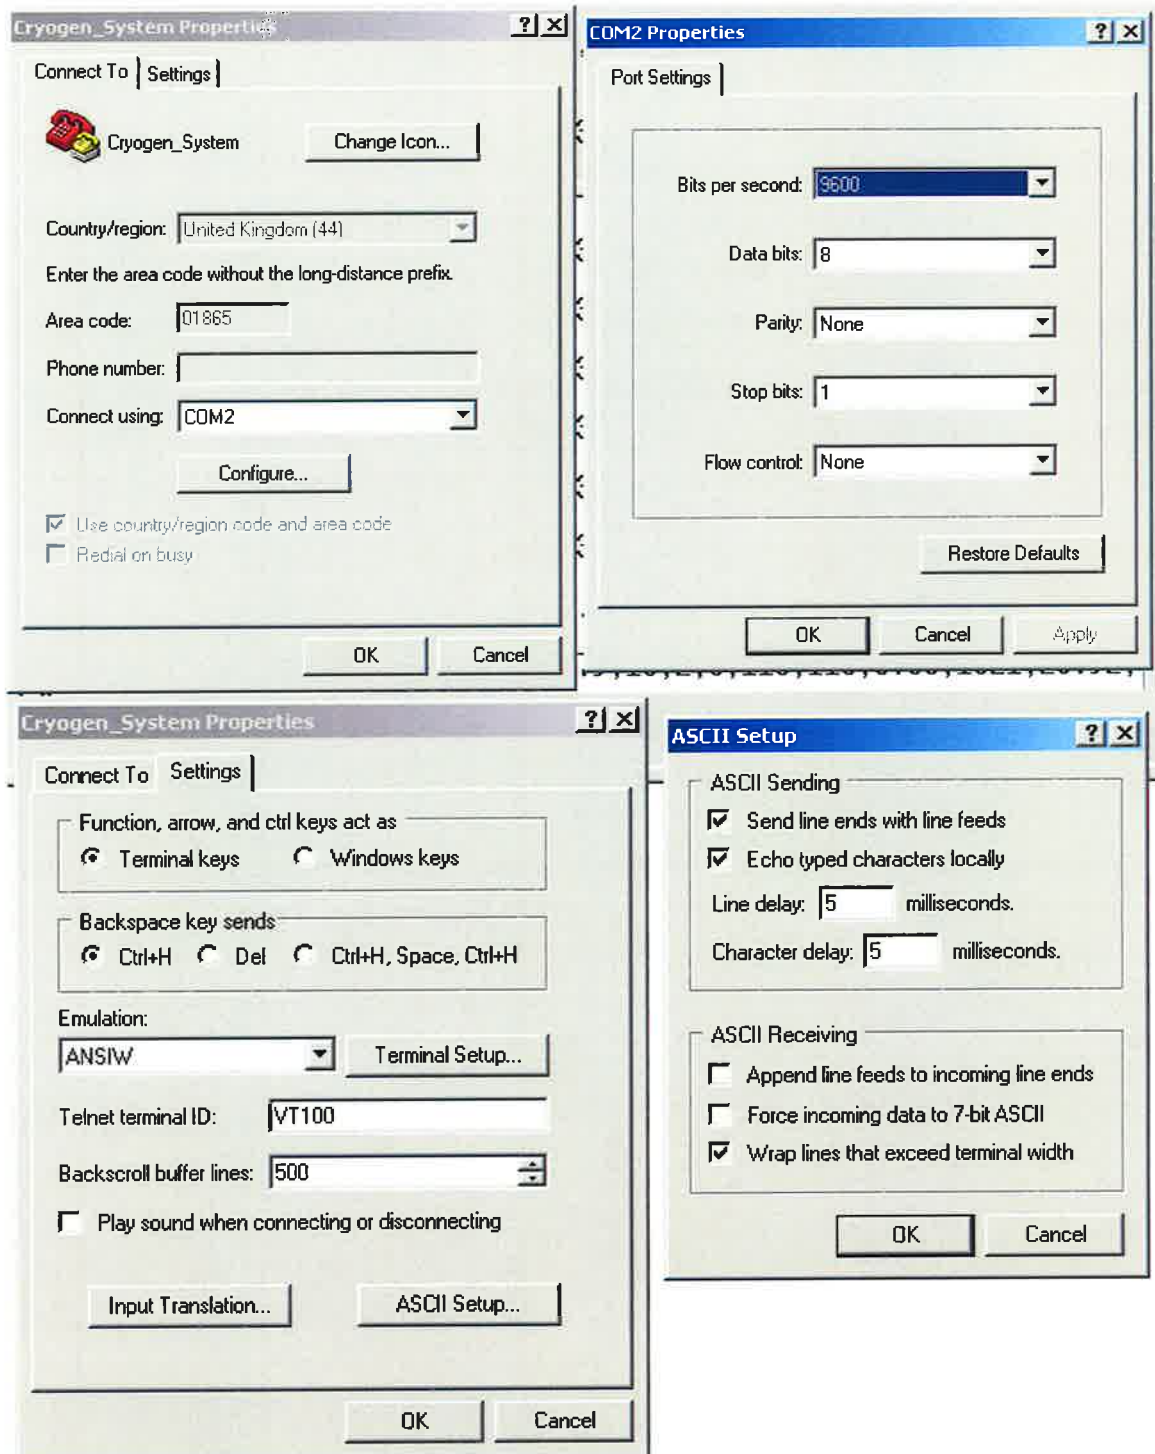 Cryogen_System Properties
Connect To
Settings
Cryogen_System
Change Icon...
Country/region: United Kingdom (44)
Enter the area code without the long-distance prefix.
Area code: 01865
Phone number:
Connect using: COM2
Configure...
Use country/region code and area code
Redial on busy
OK
Cancel
COM2 Properties
Port Settings
Bits per second: 9600
Data bits: 8
Parity: None
Stop bits: 1
Flow control: None
Restore Defaults
OK
Cancel
Apply
Cryogen_System Properties
Connect To
Settings
Function, arrow, and ctrl keys act as
Terminal keys
Windows keys
Backspace key sends
Ctrl+H
Del
Ctrl+H, Space, Ctrl+H
Emulation:
ANSIW
Terminal Setup...
Telnet terminal ID: VT100
Backscroll buffer lines: 500
Play sound when connecting or disconnecting
Input Translation...
ASCII Setup...
OK
Cancel
ASCII Setup
ASCII Sending
Send line ends with line feeds
Echo typed characters locally
Line delay: 5 milliseconds.
Character delay: 5 milliseconds.
ASCII Receiving
Append line feeds to incoming line ends
Force incoming data to 7-bit ASCII
Wrap lines that exceed terminal width
OK
Cancel